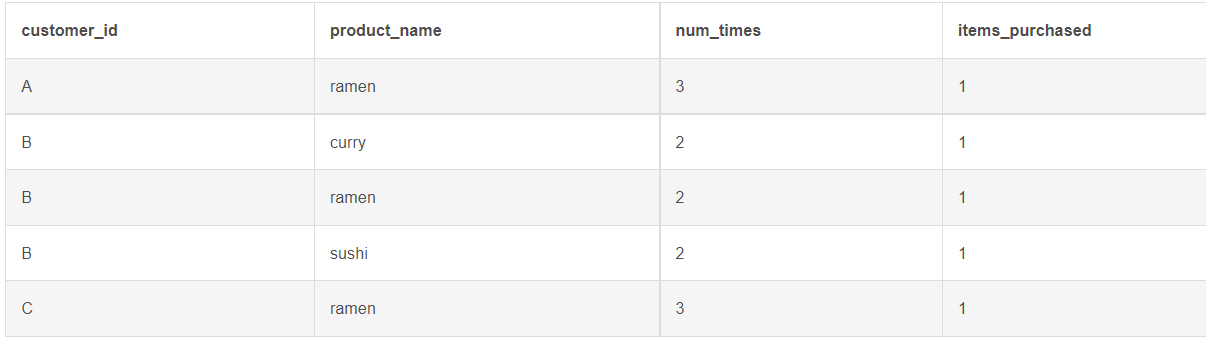 customer_id product_name num_times items_purchased
A ramen 3 1
B curry 2 1
B ramen 2 1
B sushi 2 1
C ramen 3 1